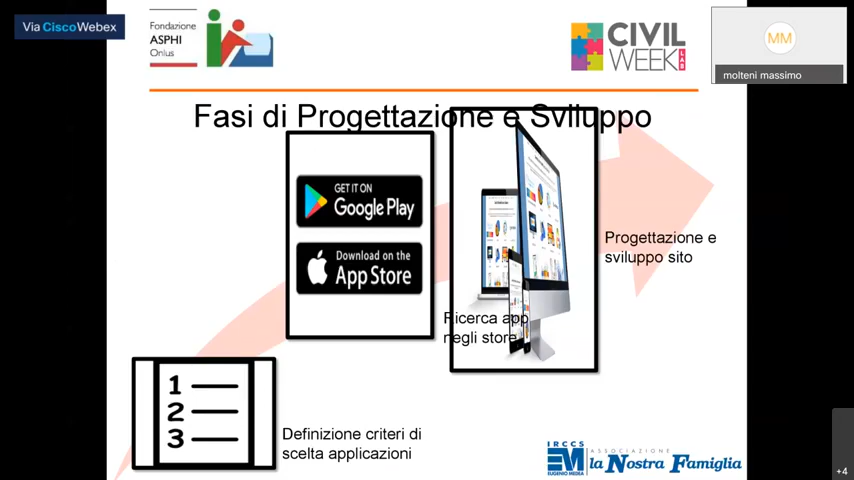 Via Cisco Webex
Fondazione
ASPHI
Onlus
CIVIL
WEEK
LAB
MM
molteni massimo
Fasi di Progettazione e Sviluppo
GET IT ON
Google Play
Download on the
App Store
Progettazione e
sviluppo sito
Ricerca app
negli store
1
2
3
Definizione criteri di
scelta applicazioni
IRCCS
EUGENIO MEDEA
ASSOCIAZIONE
la Nostra Famiglia
+4